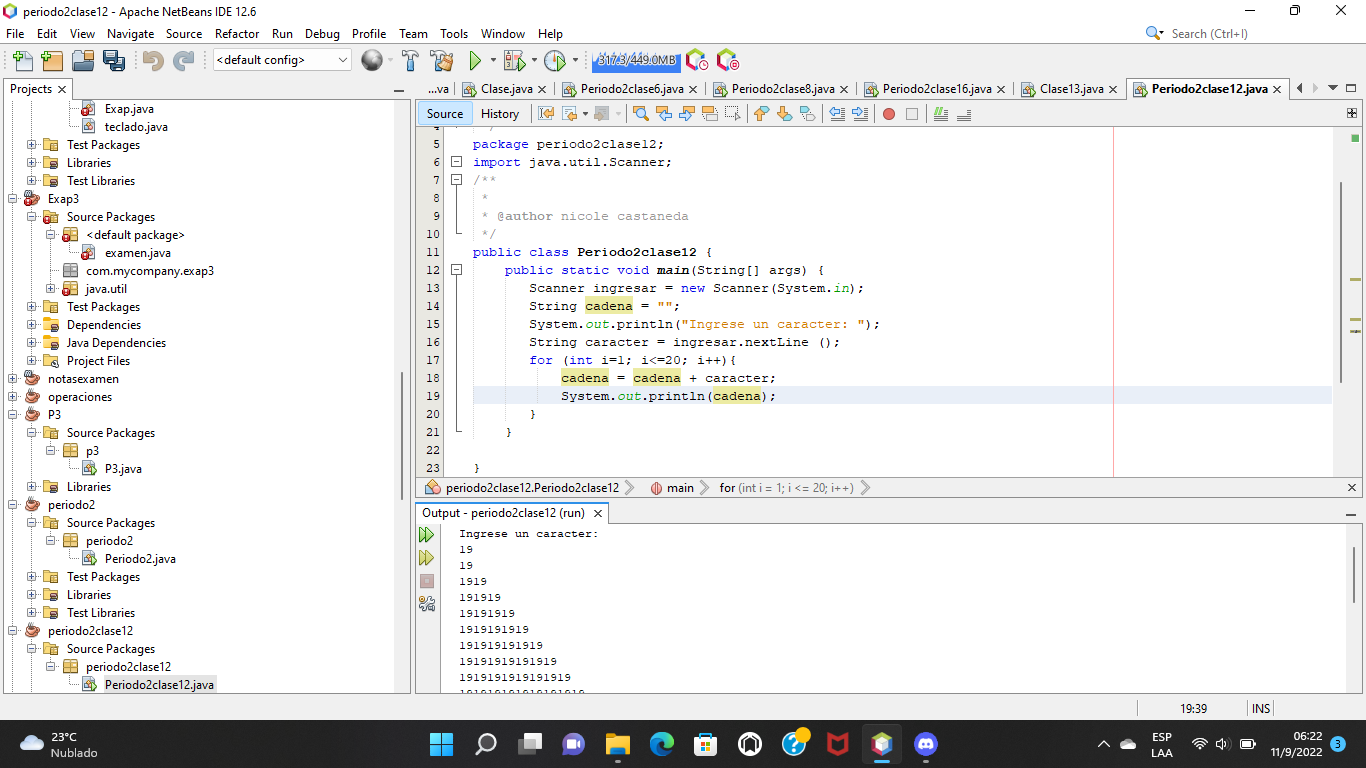 periodo2clase12 - Apache NetBeans IDE 12.6
File Edit View Navigate Source Refactor Run Debug Profile Team Tools Window Help
Search (Ctrl+I)
<default config>
317.3/449.0MB
Projects
...va Clase.java Periodo2clase6.java Periodo2clase8.java Periodo2clase16.java Clase13.java Periodo2clase12.java
Source History
Exap.java
teclado.java
Test Packages
Libraries
Test Libraries
Exap3
Source Packages
<default package>
examen.java
com.mycompany.exap3
java.util
Test Packages
Dependencies
Java Dependencies
Project Files
notasexamen
operaciones
P3
Source Packages
p3
P3.java
Libraries
periodo2
Source Packages
periodo2
Periodo2.java
Test Packages
Libraries
Test Libraries
periodo2clase12
Source Packages
periodo2clase12
Periodo2clase12.java
5 package periodo2clase12;
6 import java.util.Scanner;
7 /**
8 *
9 * @author nicole castaneda
10 */
11 public class Periodo2clase12 {
12 public static void main(String[] args) {
13 Scanner ingresar = new Scanner(System.in);
14 String cadena = "";
15 System.out.println("Ingrese un caracter: ");
16 String caracter = ingresar.nextLine ();
17 for (int i=1; i<=20; i++){
18 cadena = cadena + caracter;
19 System.out.println(cadena);
20 }
21 }
22
23 }
periodo2clase12.Periodo2clase12 main for (int i = 1; i <= 20; i++)
Output - periodo2clase12 (run)
Ingrese un caracter:
19
19
1919
191919
19191919
1919191919
191919191919
19191919191919
1919191919191919
191919191919191919
19:39 INS
23°C
Nublado
ESP
LAA
06:22
11/9/2022
3